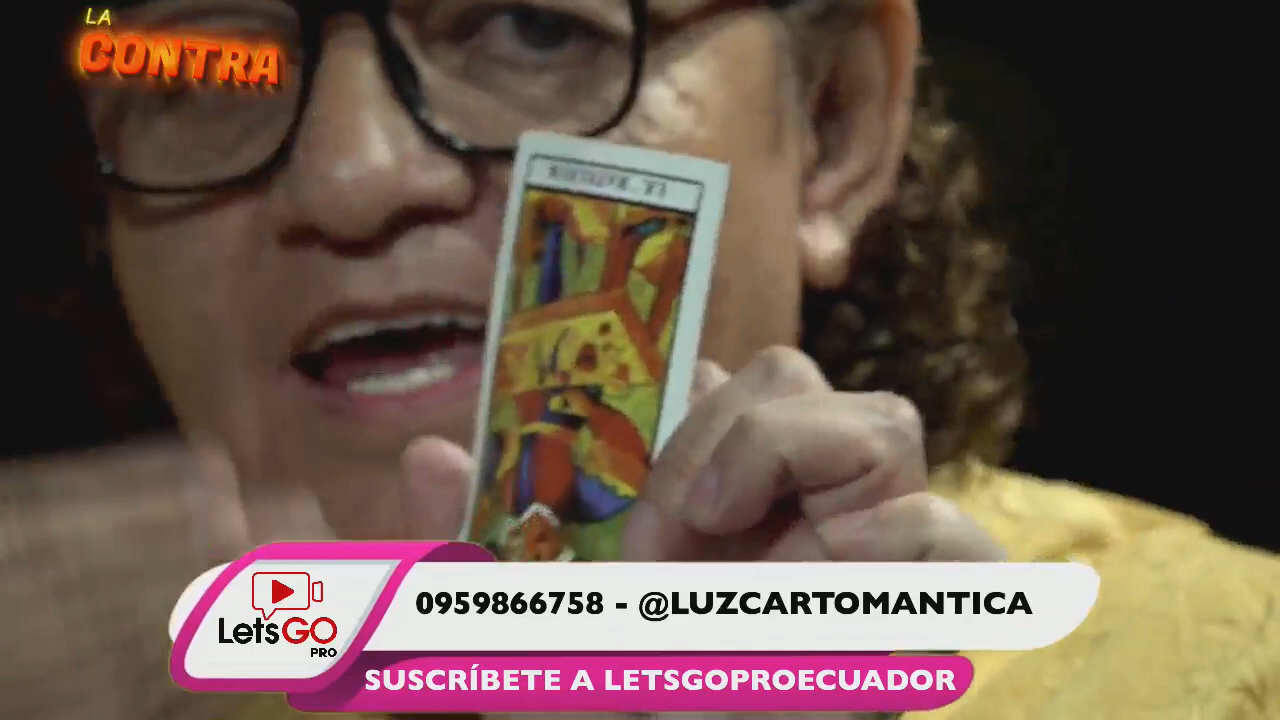 LA
CONTRA
0959866758 - @LUZCARTOMANTICA
LetsGO
PRO
SUSCRÍBETE A LETSGOPROECUADOR